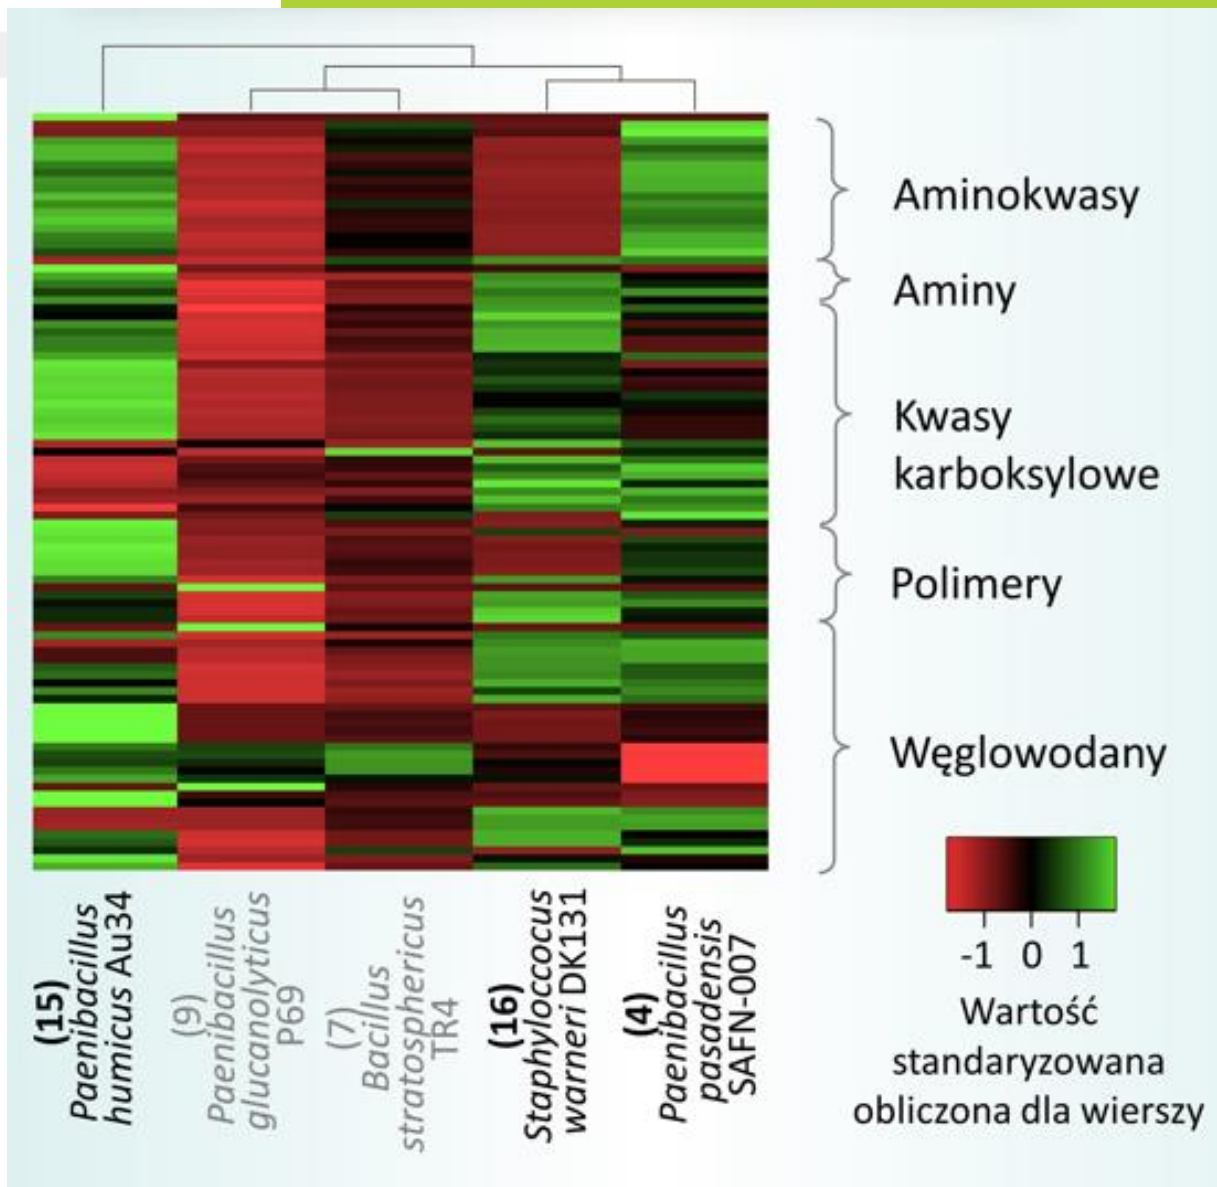 Aminokwasy
Aminy
Kwasy
karboksylowe
Polimery
Węglowodany
-1 0 1
Wartość
standaryzowana
obliczona dla wierszy
(15)
Paenibacillus
humicus Au34
(9)
Paenibacillus
glucanolyticus
P69
(7)
Bacillus
stratosphericus
TR4
(16)
Staphyloccocus
warneri DK131
(4)
Paenibacillus
pasadensis
SAFN-007